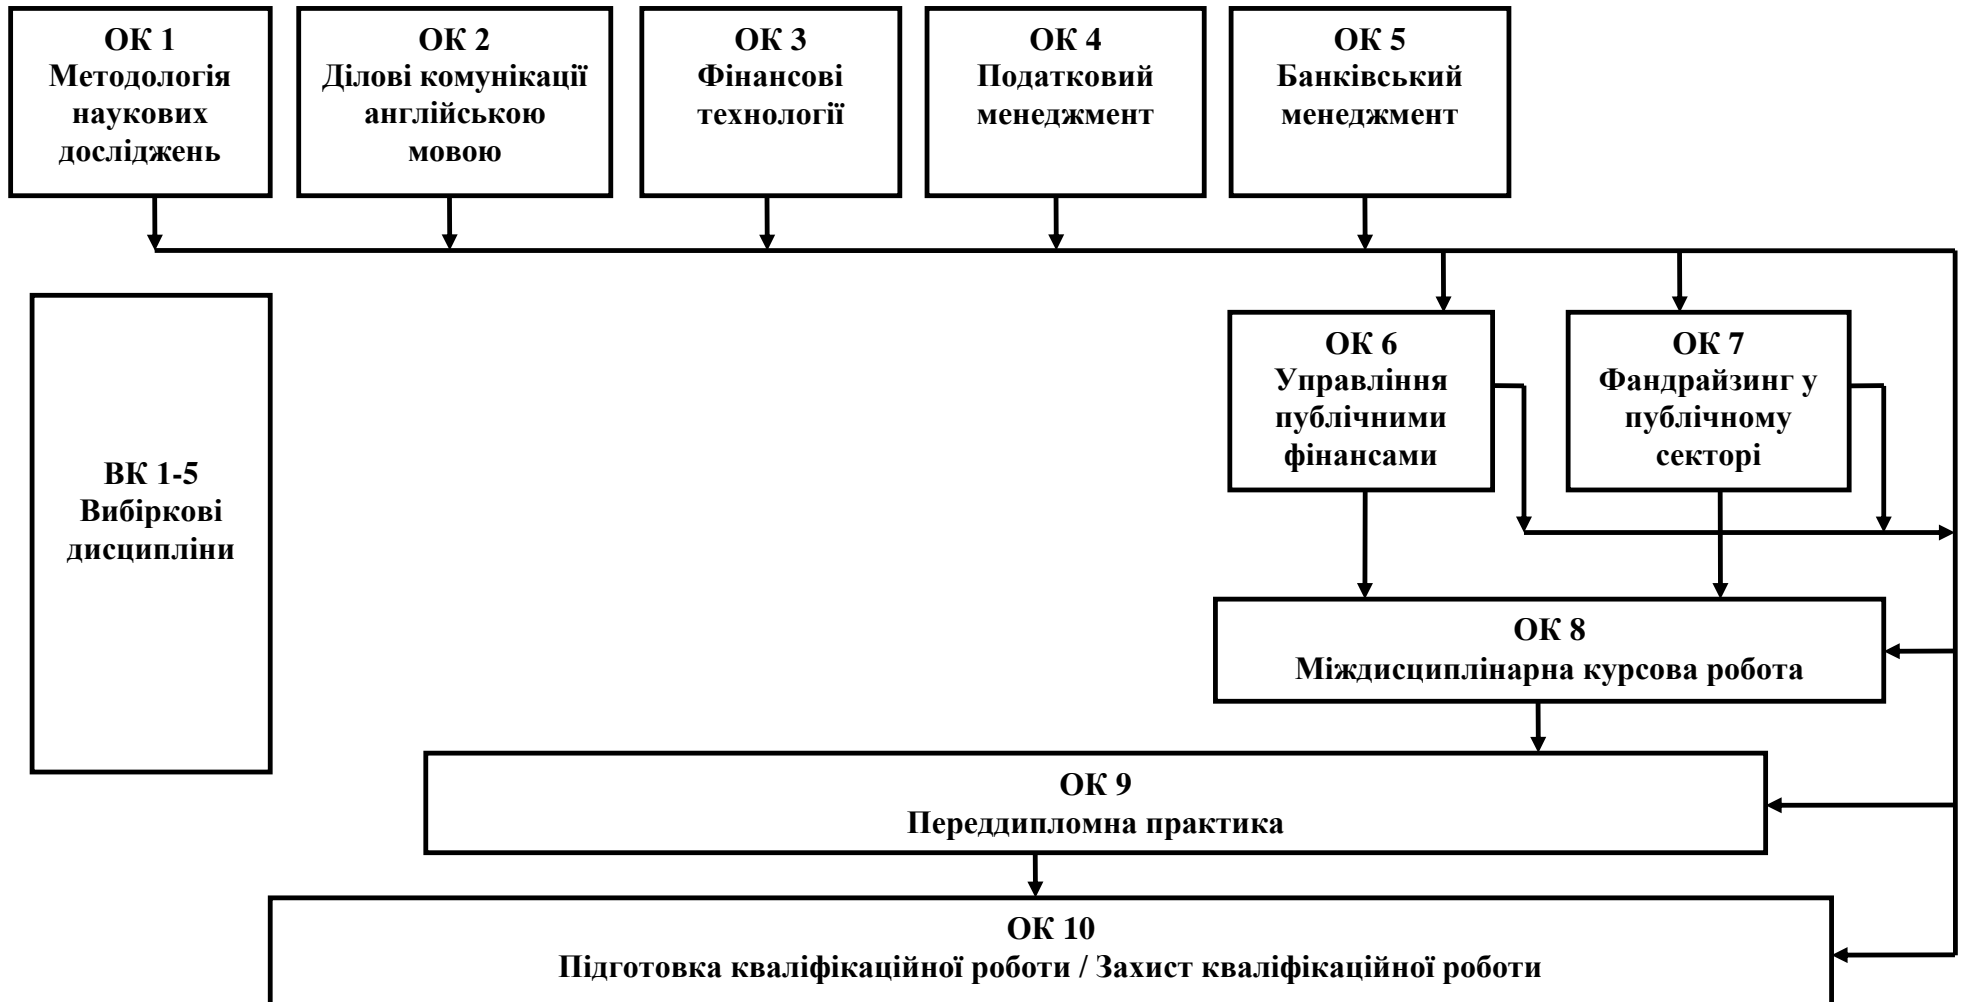 ОК 1
Методологія
наукових
досліджень
ОК 2
Ділові комунікації
англійською
мовою
ОК 3
Фінансові
технології
ОК 4
Податковий
менеджмент
ОК 5
Банківський
менеджмент
ВК 1-5
Вибіркові
дисципліни
ОК 6
Управління
публічними
фінансами
ОК 7
Фандрайзинг у
публічному
секторі
ОК 8
Міждисциплінарна курсова робота
ОК 9
Переддипломна практика
ОК 10
Підготовка кваліфікаційної роботи / Захист кваліфікаційної роботи